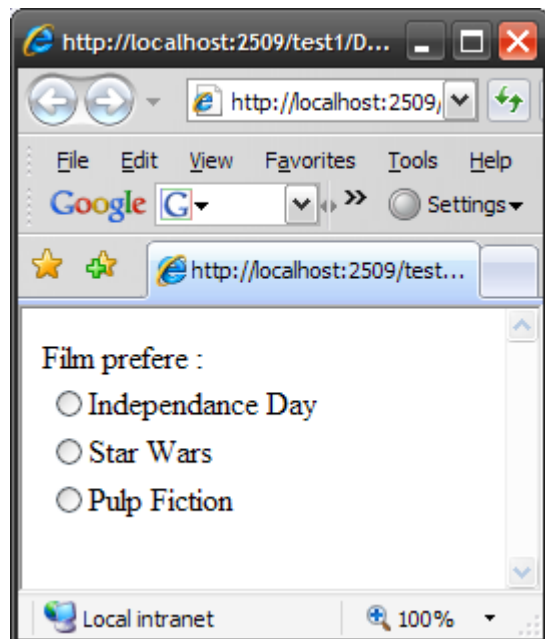 http://localhost:2509/test1/D...
http://localhost:2509/
File Edit View Favorites Tools Help
Google G Settings
http://localhost:2509/test...
Film prefere :
Independance Day
Star Wars
Pulp Fiction
Local intranet 100%